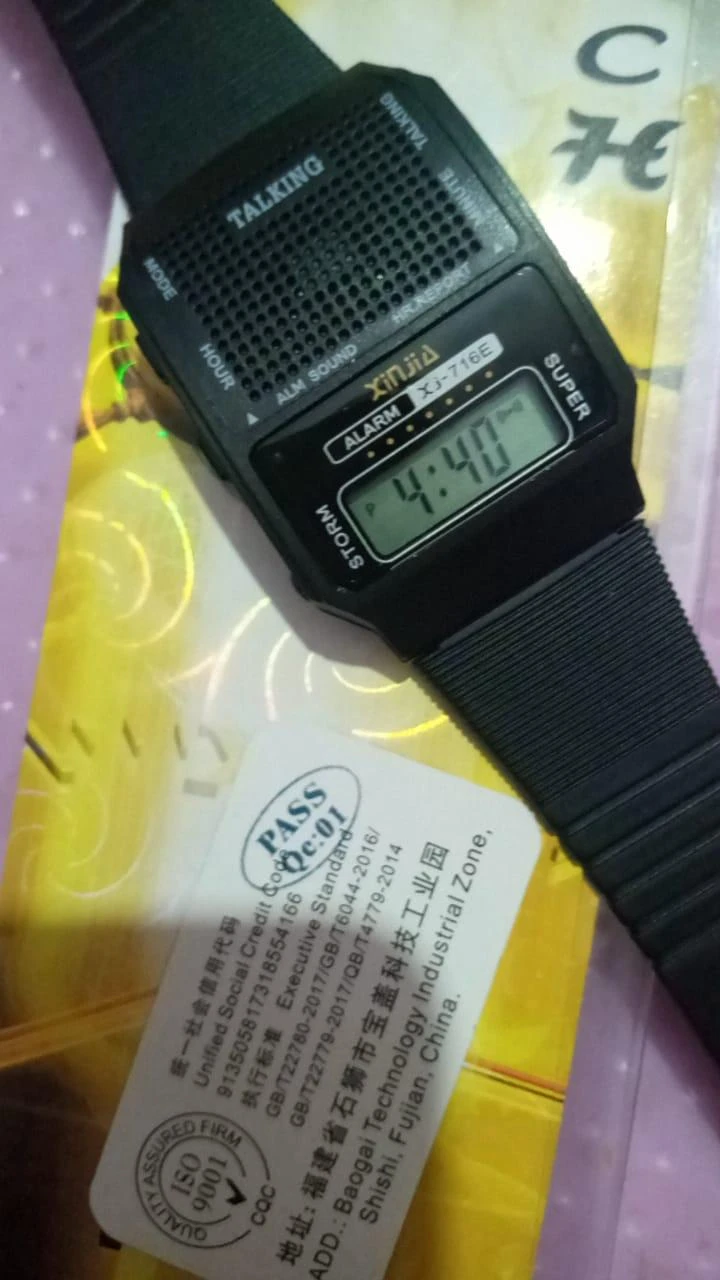 C
TALKING
TALKING
MINUTE
MODE
HOUR
ALM SOUND
HR.REPORT
XINJIA
ALARM XJ-716E
SUPER
P 4:40
STORM
PASS
Qc:01
统一社会信用代码
Unified Social Credit Code
913505817318554166
执行标准 Executive Standard
GB/T22780-2017/GB/T6044-2016/
GB/T22779-2017/QB/T4779-2014
QUALITY ASSURED FIRM
ISO
9001
CQC
地址: 福建省石狮市宝盖科技工业园
ADD.: Baogai Technology Industrial Zone,
Shishi, Fujian, China.